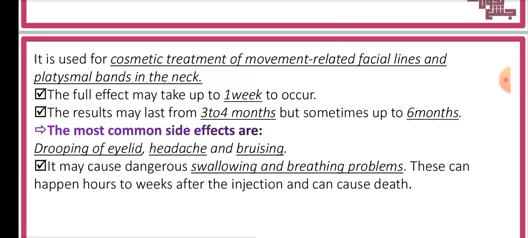 It is used for cosmetic treatment of movement-related facial lines and
platysmal bands in the neck.
☑The full effect may take up to 1week to occur.
☑The results may last from 3to4 months but sometimes up to 6months.
⇨The most common side effects are:
Drooping of eyelid, headache and bruising.
☑It may cause dangerous swallowing and breathing problems. These can
happen hours to weeks after the injection and can cause death.